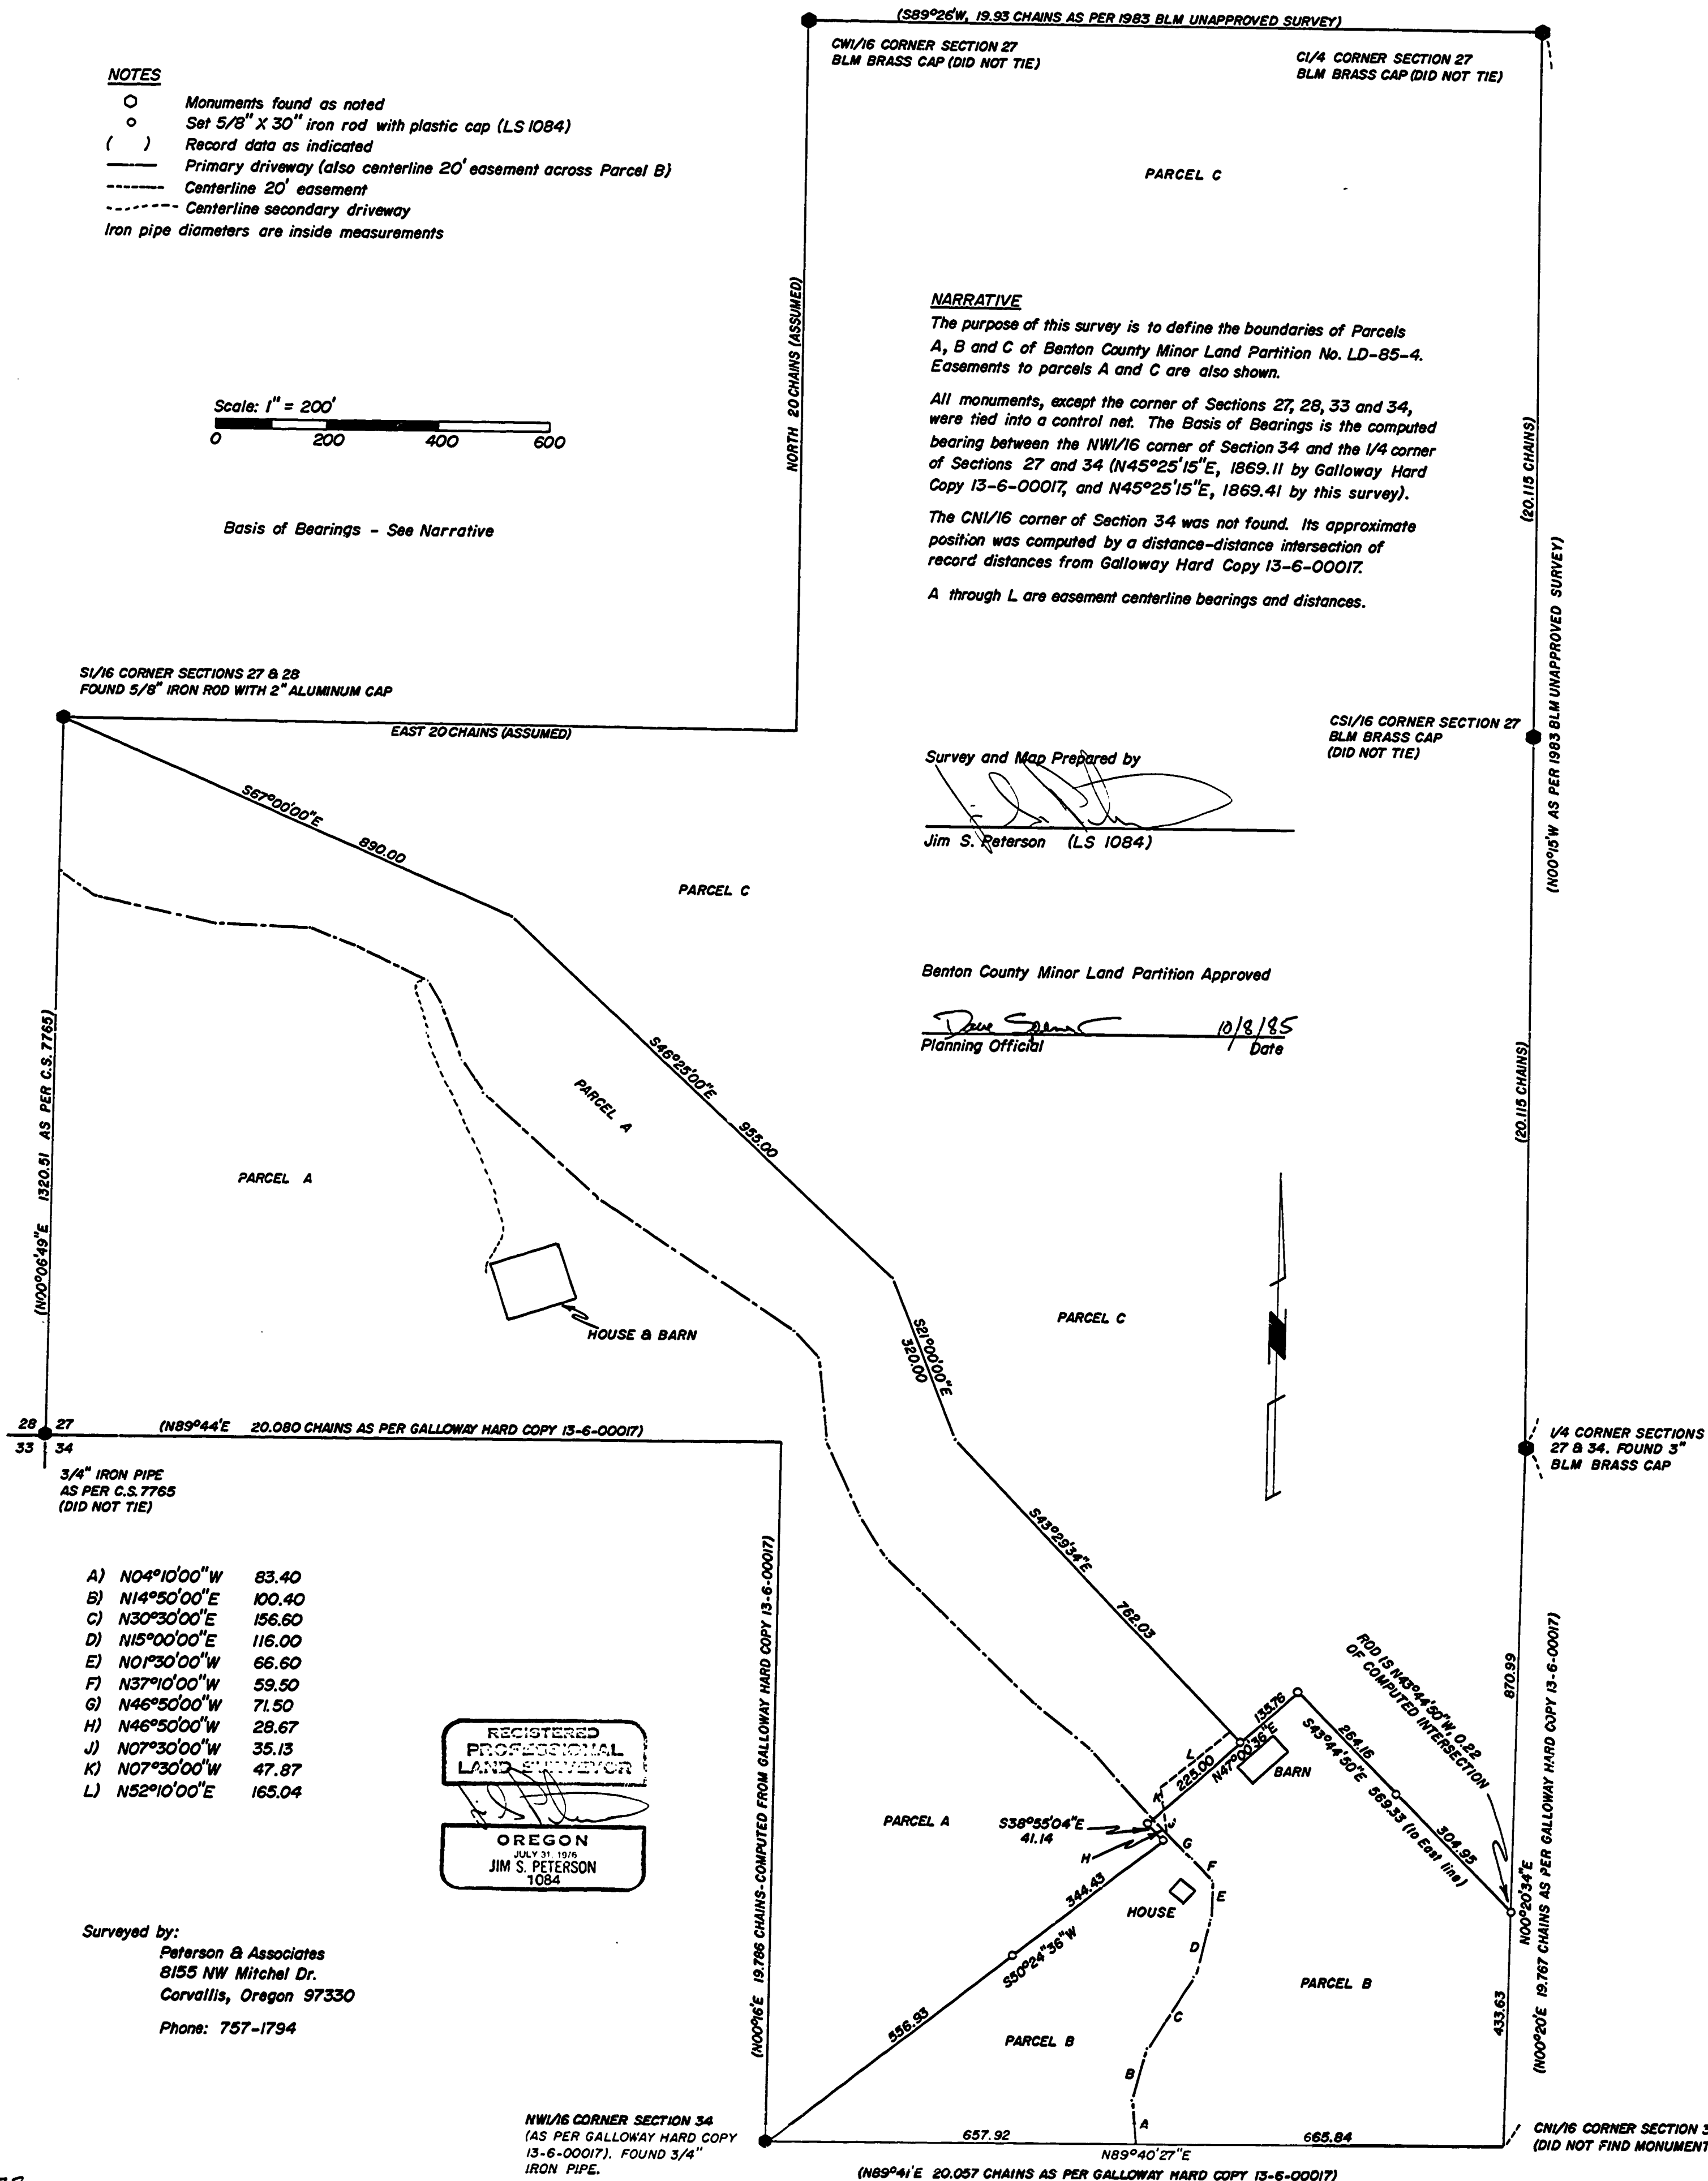 (S89°26'W, 19.93 CHAINS AS PER 1983 BLM UNAPPROVED SURVEY)
CW1/16 CORNER SECTION 27
BLM BRASS CAP (DID NOT TIE)
C1/4 CORNER SECTION 27
BLM BRASS CAP (DID NOT TIE)
NOTES
Monuments found as noted
Set 5/8" X 30" iron rod with plastic cap (LS 1084)
( ) Record data as indicated
Primary driveway (also centerline 20' easement across Parcel B)
Centerline 20' easement
Centerline secondary driveway
Iron pipe diameters are inside measurements
PARCEL C
NORTH 20 CHAINS (ASSUMED)
Scale: 1" = 200'
0 200 400 600
Basis of Bearings - See Narrative
NARRATIVE
The purpose of this survey is to define the boundaries of Parcels
A, B and C of Benton County Minor Land Partition No. LD-85-4.
Easements to parcels A and C are also shown.
All monuments, except the corner of Sections 27, 28, 33 and 34,
were tied into a control net. The Basis of Bearings is the computed
bearing between the NW1/16 corner of Section 34 and the 1/4 corner
of Sections 27 and 34 (N45°25'15"E, 1869.11 by Galloway Hard
Copy 13-6-00017, and N45°25'15"E, 1869.41 by this survey).
The CN1/16 corner of Section 34 was not found. Its approximate
position was computed by a distance-distance intersection of
record distances from Galloway Hard Copy 13-6-00017.
A through L are easement centerline bearings and distances.
(20.115 CHAINS)
(N00°15'W AS PER 1983 BLM UNAPPROVED SURVEY)
S1/16 CORNER SECTIONS 27 & 28
FOUND 5/8" IRON ROD WITH 2" ALUMINUM CAP
EAST 20 CHAINS (ASSUMED)
CS1/16 CORNER SECTION 27
BLM BRASS CAP
(DID NOT TIE)
Survey and Map Prepared by
Jim S. Peterson (LS 1084)
S67°00'00"E
890.00
PARCEL C
Benton County Minor Land Partition Approved
10/8/85
Planning Official Date
(N00°06'49"E 1320.51 AS PER C.S. 7765)
S46°25'00"E
955.00
PARCEL A
PARCEL A
(20.115 CHAINS)
HOUSE & BARN
PARCEL C
S21°00'00"E
320.00
28 27
33 34
(N89°44'E 20.080 CHAINS AS PER GALLOWAY HARD COPY 13-6-00017)
3/4" IRON PIPE
AS PER C.S. 7765
(DID NOT TIE)
1/4 CORNER SECTIONS
27 & 34. FOUND 3"
BLM BRASS CAP
S43°29'34"E
762.03
A) N04°10'00"W 83.40
B) N14°50'00"E 100.40
C) N30°30'00"E 156.60
D) N15°00'00"E 116.00
E) N01°30'00"W 66.60
F) N37°10'00"W 59.50
G) N46°50'00"W 71.50
H) N46°50'00"W 28.67
J) N07°30'00"W 35.13
K) N07°30'00"W 47.87
L) N52°10'00"E 165.04
(N00°16'E 19.786 CHAINS-COMPUTED FROM GALLOWAY HARD COPY 13-6-00017)
870.99
ROD IS N43°44'50"W, 0.22
OF COMPUTED INTERSECTION
135.76
264.16
S43°44'50"E 569.33 (to East line)
304.95
L
K
J
225.00
N47°00'36"E
BARN
REGISTERED
PROFESSIONAL
LAND SURVEYOR
OREGON
JULY 31, 1976
JIM S. PETERSON
1084
PARCEL A
S38°55'04"E
41.14
H
G
F
E
HOUSE
344.43
S50°24'36"W
556.93
D
C
B
A
PARCEL B
PARCEL B
N00°20'34"E
(N00°20'E 19.767 CHAINS AS PER GALLOWAY HARD COPY 13-6-00017)
433.63
Surveyed by:
Peterson & Associates
8155 NW Mitchel Dr.
Corvallis, Oregon 97330
Phone: 757-1794
NW1/16 CORNER SECTION 34
(AS PER GALLOWAY HARD COPY
13-6-00017). FOUND 3/4"
IRON PIPE.
657.92
N89°40'27"E
665.84
CN1/16 CORNER SECTION 3
(DID NOT FIND MONUMENT
(N89°41'E 20.057 CHAINS AS PER GALLOWAY HARD COPY 13-6-00017)